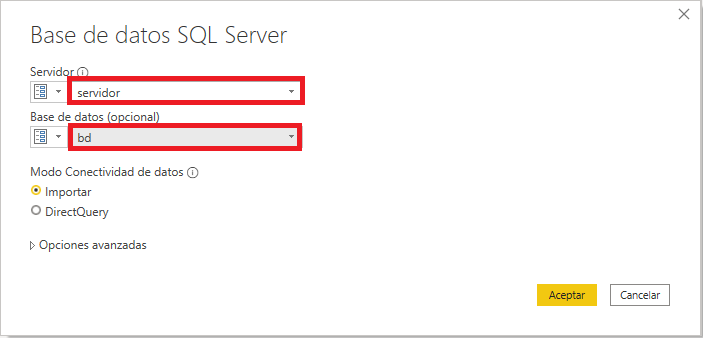 Base de datos SQL Server
Servidor
servidor
Base de datos (opcional)
bd
Modo Conectividad de datos
Importar
DirectQuery
Opciones avanzadas
Aceptar Cancelar